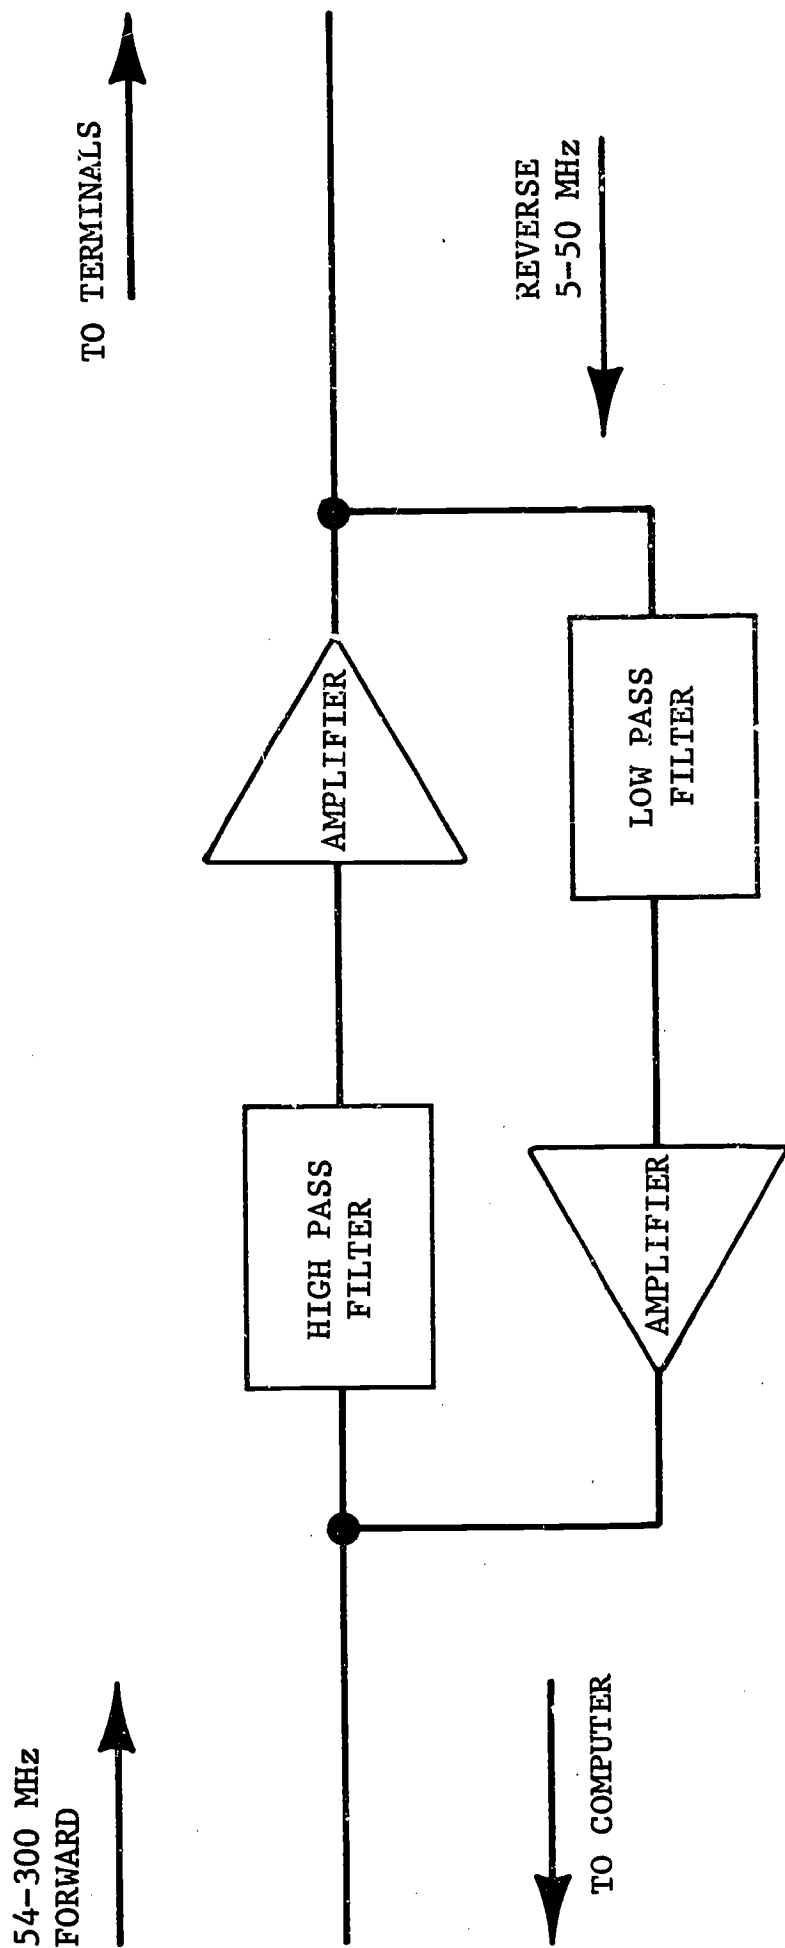 54-300 MHz
FORWARD
TO TERMINALS
HIGH PASS
FILTER
AMPLIFIER
REVERSE
5-50 MHz
AMPLIFIER
LOW PASS
FILTER
TO COMPUTER